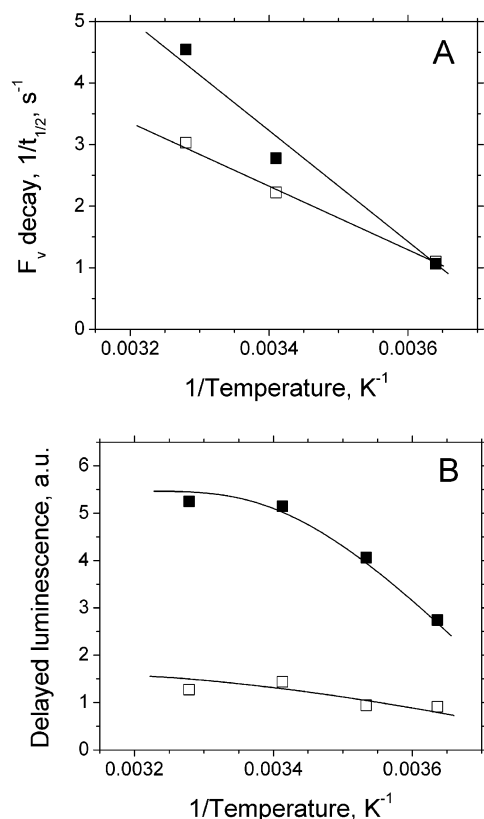 A
5
4
3
2
1
0
F_v decay, 1/t_{1/2}, s^{-1}
0.0032 0.0034 0.0036
1/Temperature, K^{-1}
B
6
5
4
3
2
1
0
Delayed luminescence, a.u.
0.0032 0.0034 0.0036
1/Temperature, K^{-1}